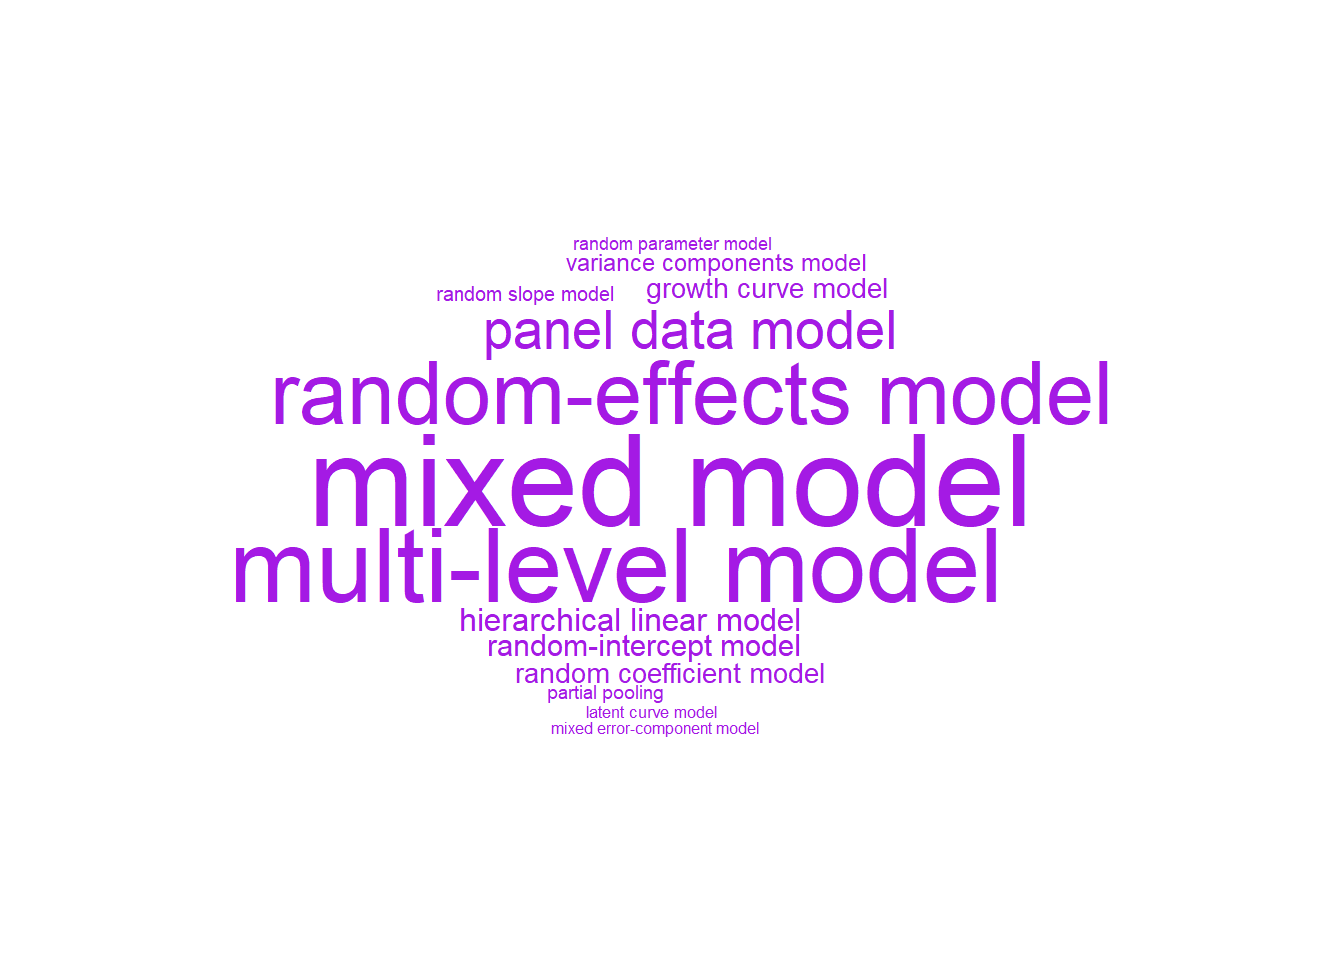 random parameter model
variance components model
random slope model
growth curve model
panel data model
random-effects model
mixed model
multi-level model
hierarchical linear model
random-intercept model
random coefficient model
partial pooling
latent curve model
mixed error-component model